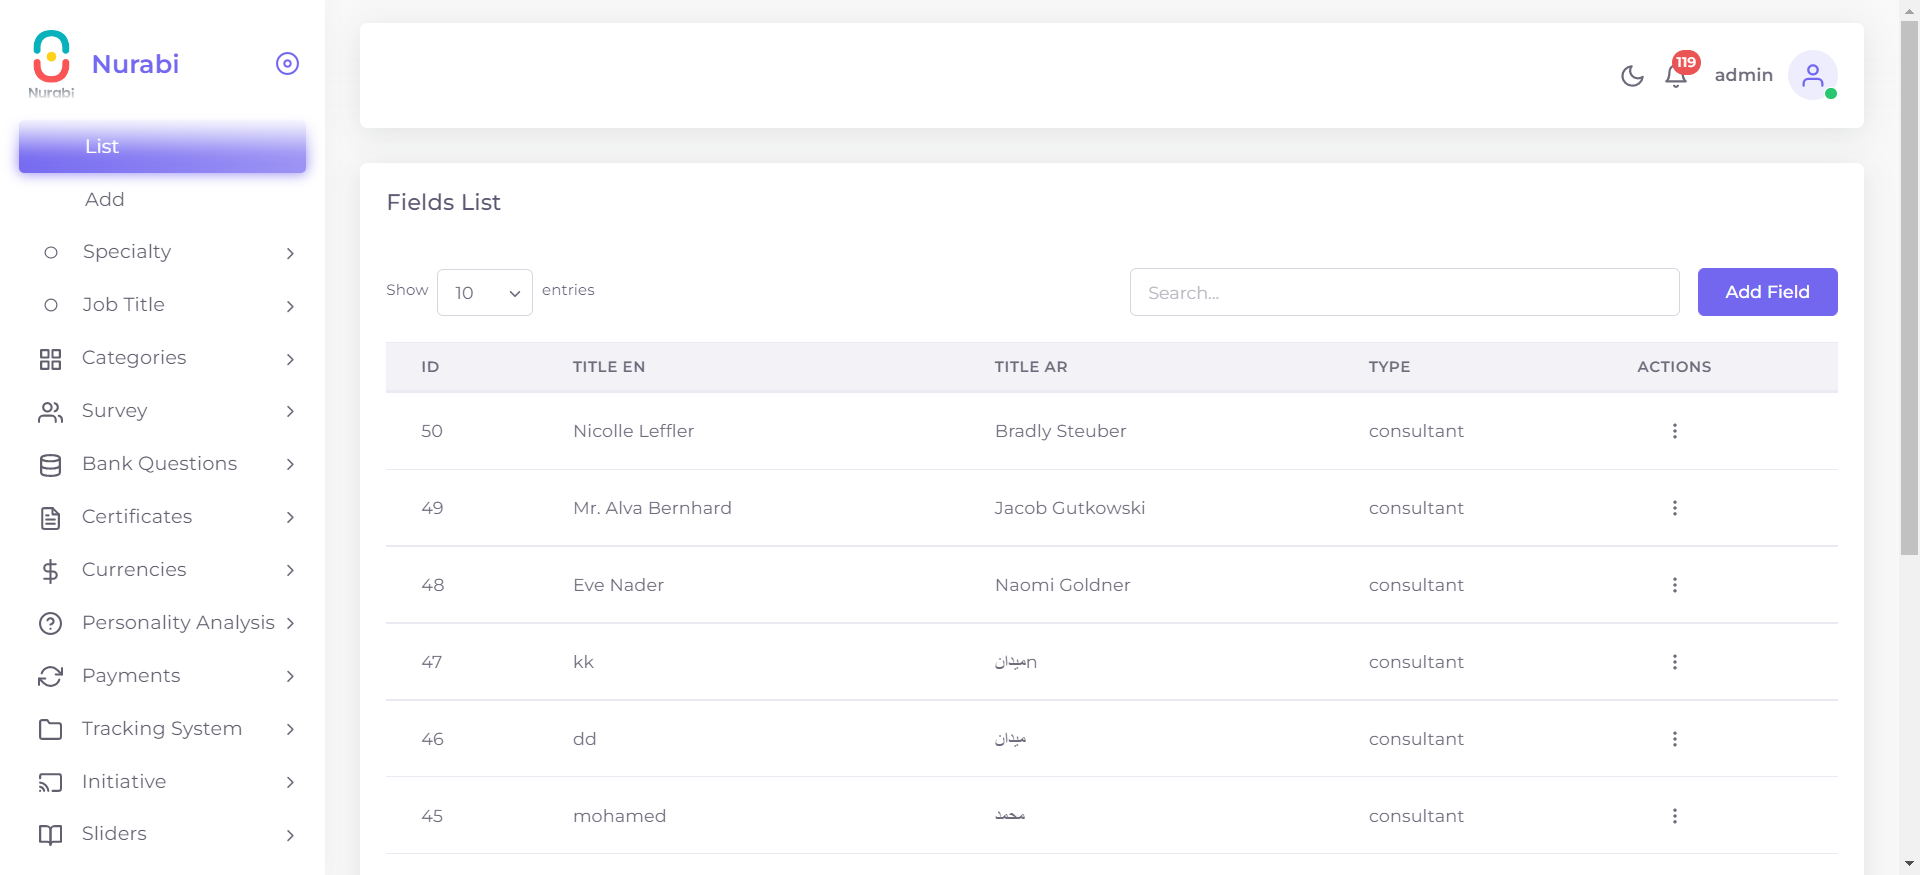 Nurabi
Nurabi
List
Add
Specialty
Job Title
Categories
Survey
Bank Questions
Certificates
Currencies
Personality Analysis
Payments
Tracking System
Initiative
Sliders
119
admin
Fields List
Show 10 entries
Search...
Add Field
ID TITLE EN TITLE AR TYPE ACTIONS
50 Nicolle Leffler Bradly Steuber consultant
49 Mr. Alva Bernhard Jacob Gutkowski consultant
48 Eve Nader Naomi Goldner consultant
47 kk ميدانn consultant
46 dd ميدان consultant
45 mohamed محمد consultant